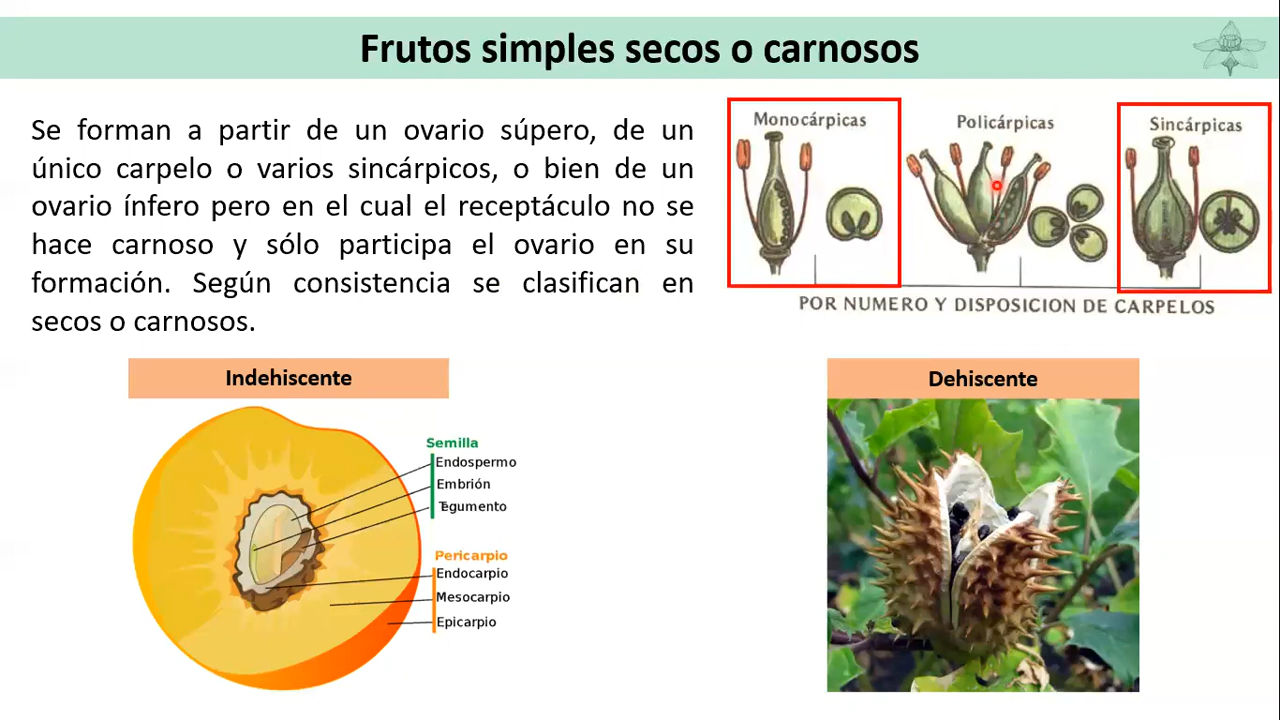 Frutos simples secos o carnosos
Se forman a partir de un ovario súpero, de un
único carpelo o varios sincárpicos, o bien de un
ovario ínfero pero en el cual el receptáculo no se
hace carnoso y sólo participa el ovario en su
formación. Según consistencia se clasifican en
secos o carnosos.
Monocárpicas
Policárpicas
Sincárpicas
POR NUMERO Y DISPOSICION DE CARPELOS
Indehiscente
Semilla
Endospermo
Embrión
Tegumento
Pericarpio
Endocarpio
Mesocarpio
Epicarpio
Dehiscente